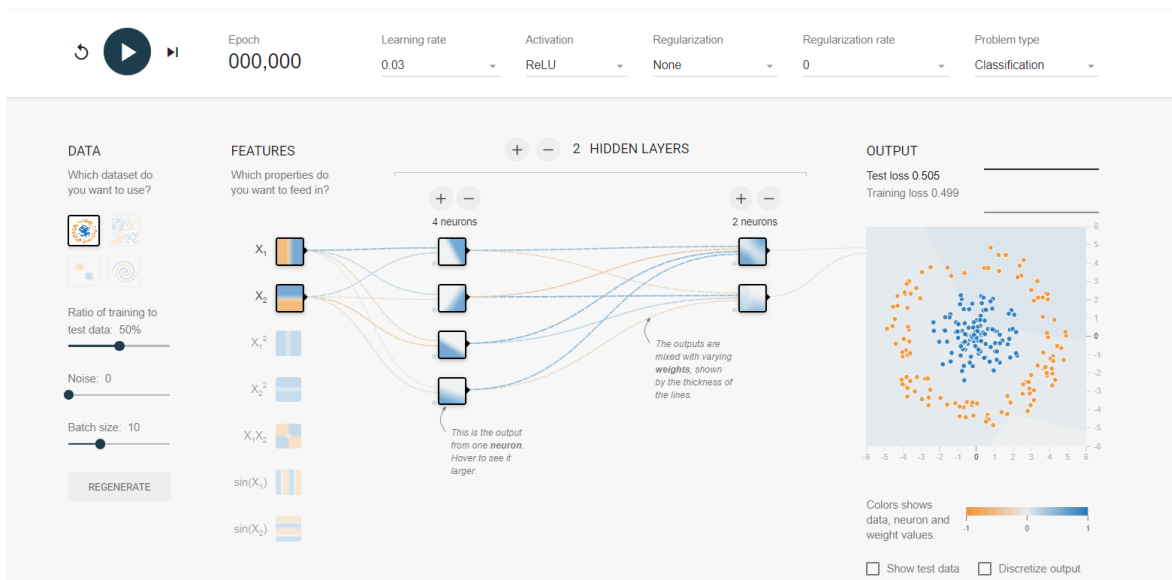 Epoch
000,000
Learning rate
0.03
Activation
ReLU
Regularization
None
Regularization rate
0
Problem type
Classification
DATA
Which dataset do
you want to use?
Ratio of training to
test data: 50%
Noise: 0
Batch size: 10
REGENERATE
FEATURES
Which properties do
you want to feed in?
X₁
X₂
X₁²
X₂²
X₁X₂
sin(X₁)
sin(X₂)
+ − 2 HIDDEN LAYERS
+ −
4 neurons
+ −
2 neurons
This is the output
from one neuron.
Hover to see it
larger.
The outputs are
mixed with varying
weights, shown
by the thickness of
the lines.
OUTPUT
Test loss 0.505
Training loss 0.499
6
5
4
3
2
1
0
-1
-2
-3
-4
-5
-6
-6 -5 -4 -3 -2 -1 0 1 2 3 4 5 6
Colors shows
data, neuron and
weight values.
-1 0 1
Show test data
Discretize output